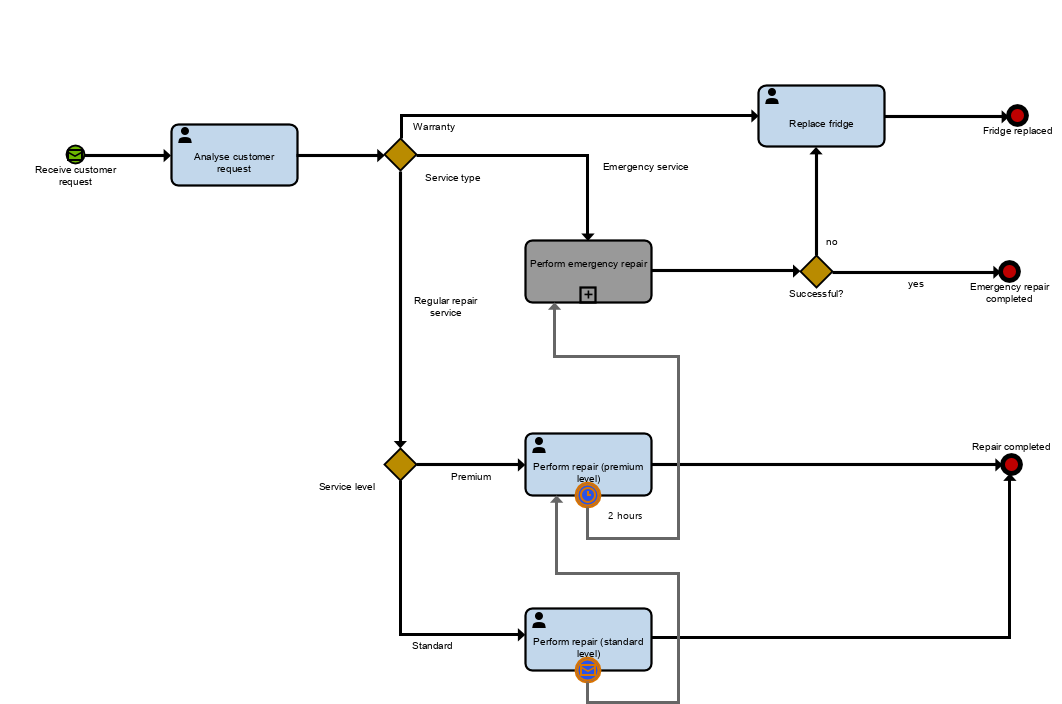 Warranty
Replace fridge
Fridge replaced
Receive customer
request
Analyse customer
request
Service type
Emergency service
Perform emergency repair
no
Successful?
yes
Emergency repair
completed
Regular repair
service
Service level
Premium
Perform repair (premium
level)
2 hours
Repair completed
Standard
Perform repair (standard
level)